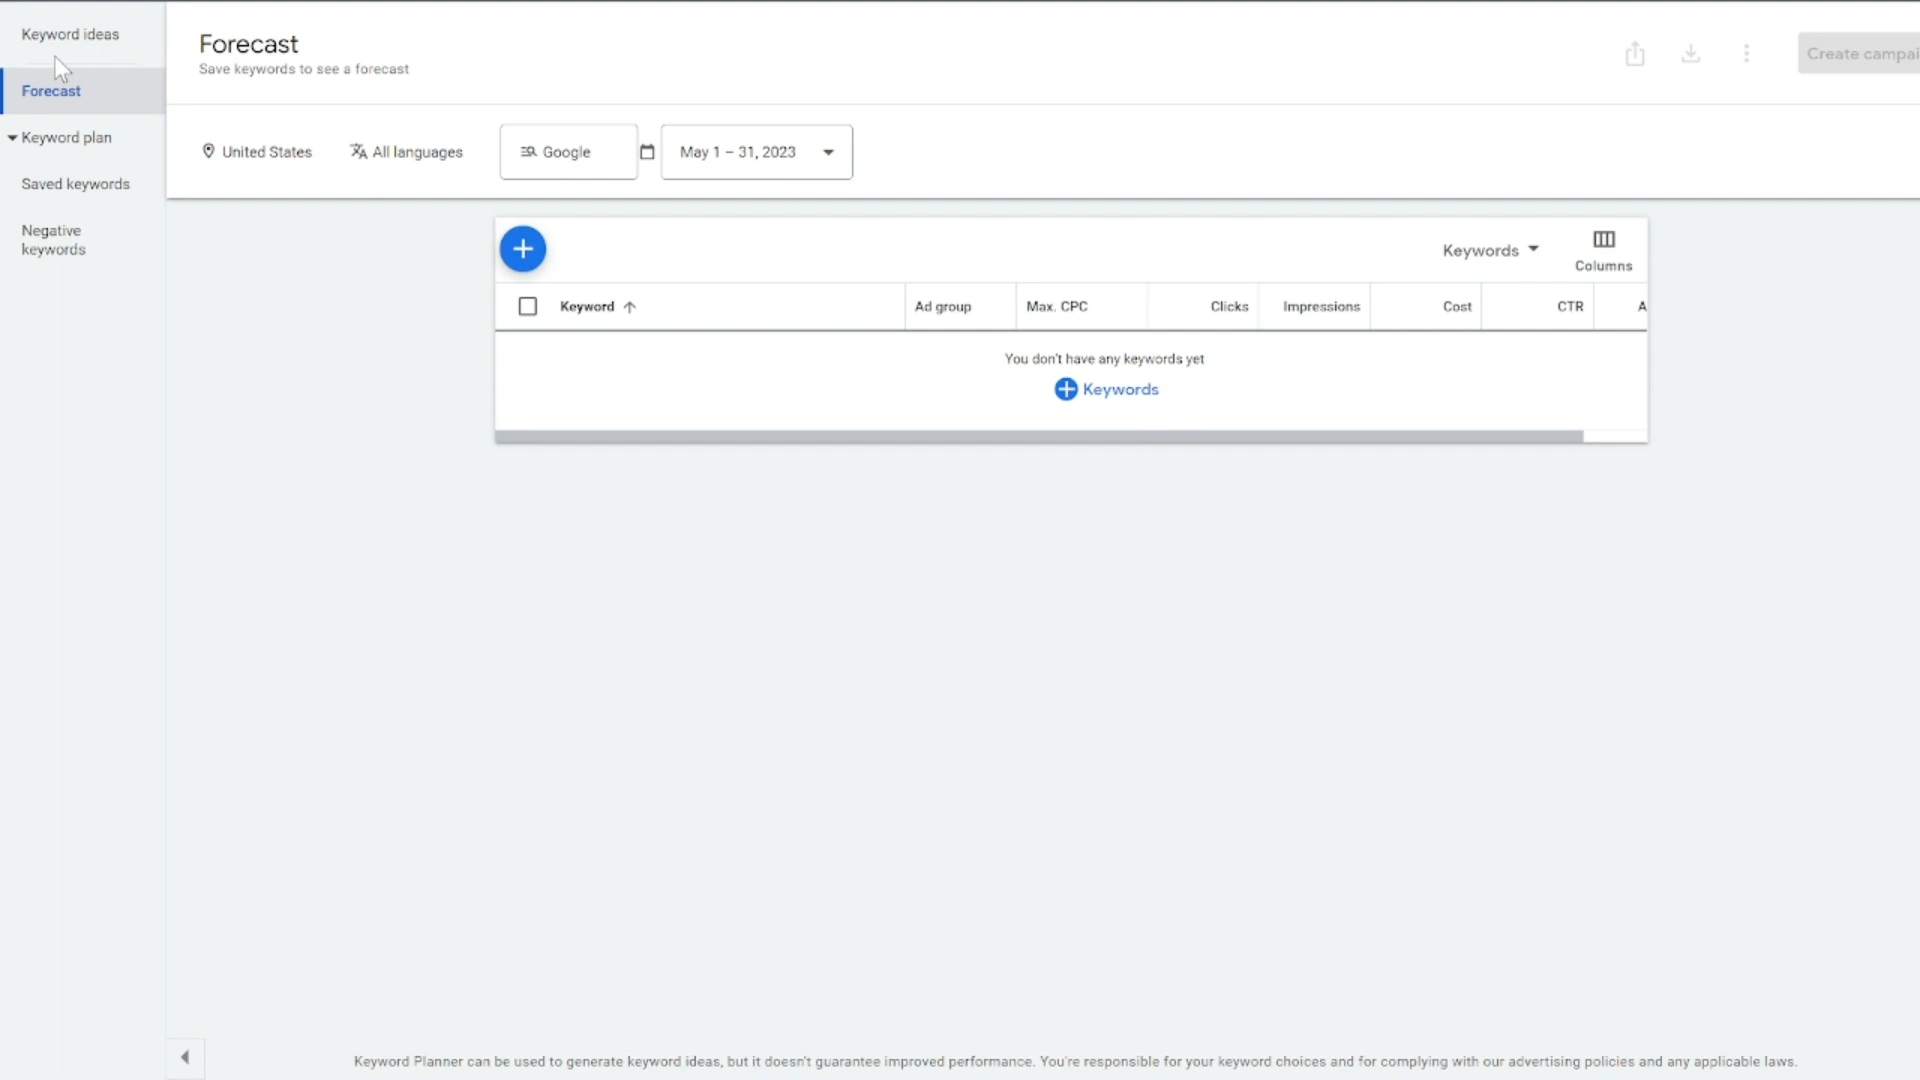 Keyword ideas
Forecast
Keyword plan
Saved keywords
Negative
keywords
Forecast
Save keywords to see a forecast
Create campai
United States
All languages
Google
May 1 – 31, 2023
Keywords
Columns
Keyword
Ad group
Max. CPC
Clicks
Impressions
Cost
CTR
A
You don't have any keywords yet
Keywords
Keyword Planner can be used to generate keyword ideas, but it doesn't guarantee improved performance. You're responsible for your keyword choices and for complying with our advertising policies and any applicable laws.